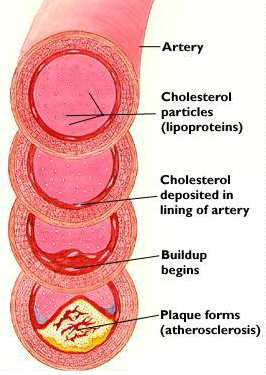 Artery
Cholesterol
particles
(lipoproteins)
Cholesterol
deposited in
lining of artery
Buildup
begins
Plaque forms
(atherosclerosis)